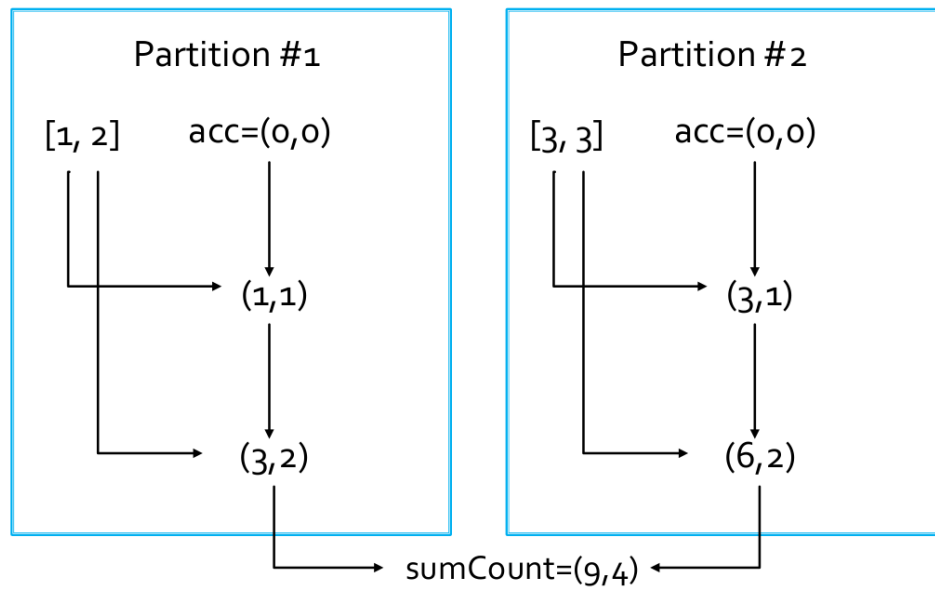 Partition #1
[1, 2] acc=(0,0)
(1,1)
(3,2)
Partition #2
[3, 3] acc=(0,0)
(3,1)
(6,2)
sumCount=(9,4)